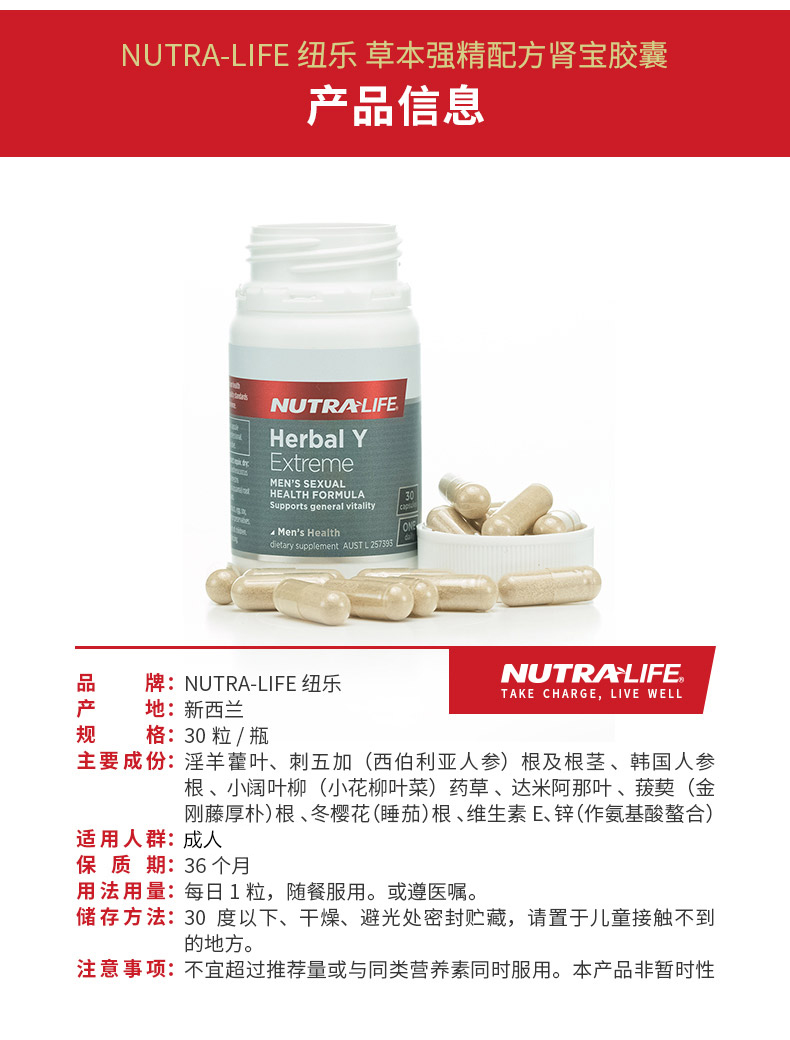 NUTRA-LIFE 纽乐 草本强精配方肾宝胶囊
产品信息
NUTRA-LIFE
Herbal Y
Extreme
MEN'S SEXUAL
HEALTH FORMULA
Supports general vitality
30
capsules
Men's Health
ONE
dietary supplement AUST L 257393
NUTRA-LIFE®
TAKE CHARGE, LIVE WELL
品 牌：NUTRA-LIFE 纽乐
产 地：新西兰
规 格：30 粒 / 瓶
主要成份：淫羊藿叶、刺五加（西伯利亚人参）根及根茎、韩国人参
根、小阔叶柳（小花柳叶菜）药草、达米阿那叶、菝葜（金
刚藤厚朴）根、冬樱花（睡茄）根、维生素 E、锌（作氨基酸螯合）
适用人群：成人
保 质 期：36 个月
用法用量：每日 1 粒，随餐服用。或遵医嘱。
储存方法：30 度以下、干燥、避光处密封贮藏，请置于儿童接触不到
的地方。
注意事项：不宜超过推荐量或与同类营养素同时服用。本产品非暂时性